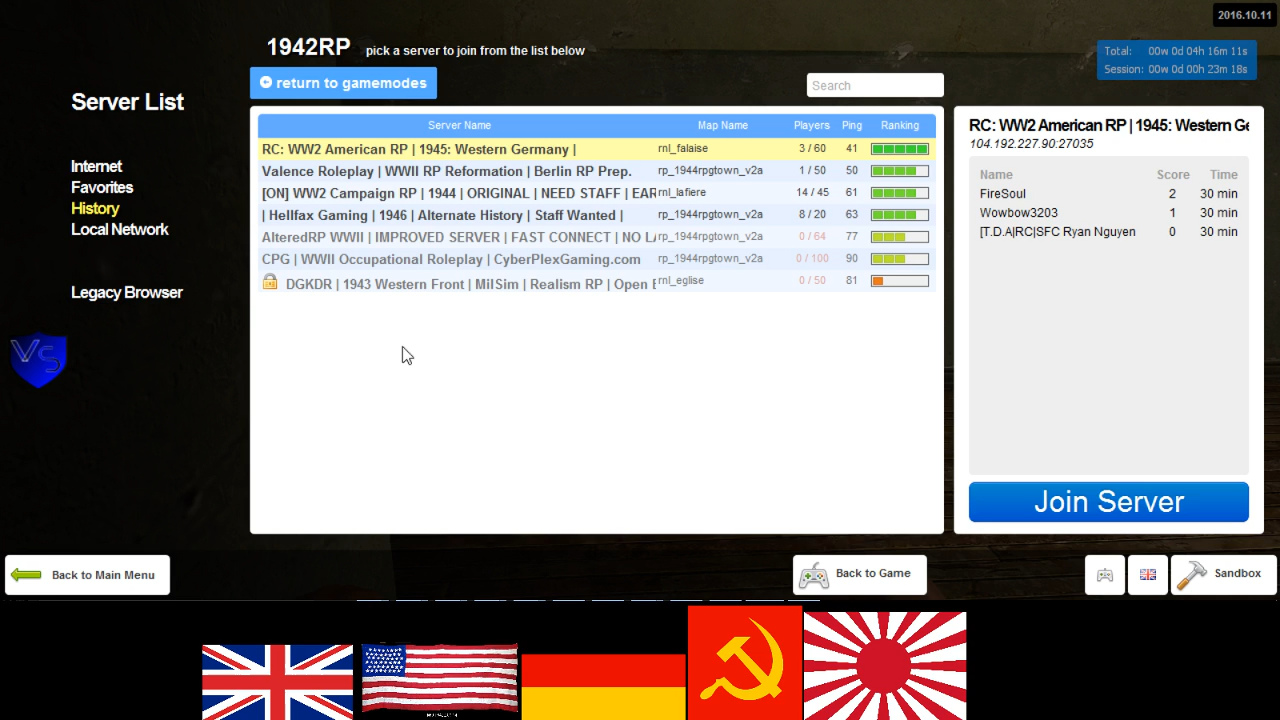 2016.10.11
1942RP pick a server to join from the list below
Total: 00w 0d 04h 16m 11s
Session: 00w 0d 00h 23m 18s
return to gamemodes
Search
Server List
Internet
Favorites
History
Local Network
Legacy Browser
VS
Server Name Map Name Players Ping Ranking
RC: WW2 American RP | 1945: Western Germany | rnl_falaise 3 / 60 41
Valence Roleplay | WWII RP Reformation | Berlin RP Prep. rp_1944rpgtown_v2a 1 / 50 50
[ON] WW2 Campaign RP | 1944 | ORIGINAL | NEED STAFF | EAR rnl_lafiere 14 / 45 61
| Hellfax Gaming | 1946 | Alternate History | Staff Wanted | rp_1944rpgtown_v2a 8 / 20 63
AlteredRP WWII | IMPROVED SERVER | FAST CONNECT | NO LA rp_1944rpgtown_v2a 0 / 64 77
CPG | WWII Occupational Roleplay | CyberPlexGaming.com rp_1944rpgtown_v2a 0 / 100 90
DGKDR | 1943 Western Front | MilSim | Realism RP | Open E rnl_eglise 0 / 50 81
RC: WW2 American RP | 1945: Western Ge
104.192.227.90:27035
Name Score Time
FireSoul 2 30 min
Wowbow3203 1 30 min
[T.D.A|RC|SFC Ryan Nguyen 0 30 min
Join Server
Back to Main Menu
Back to Game
Sandbox